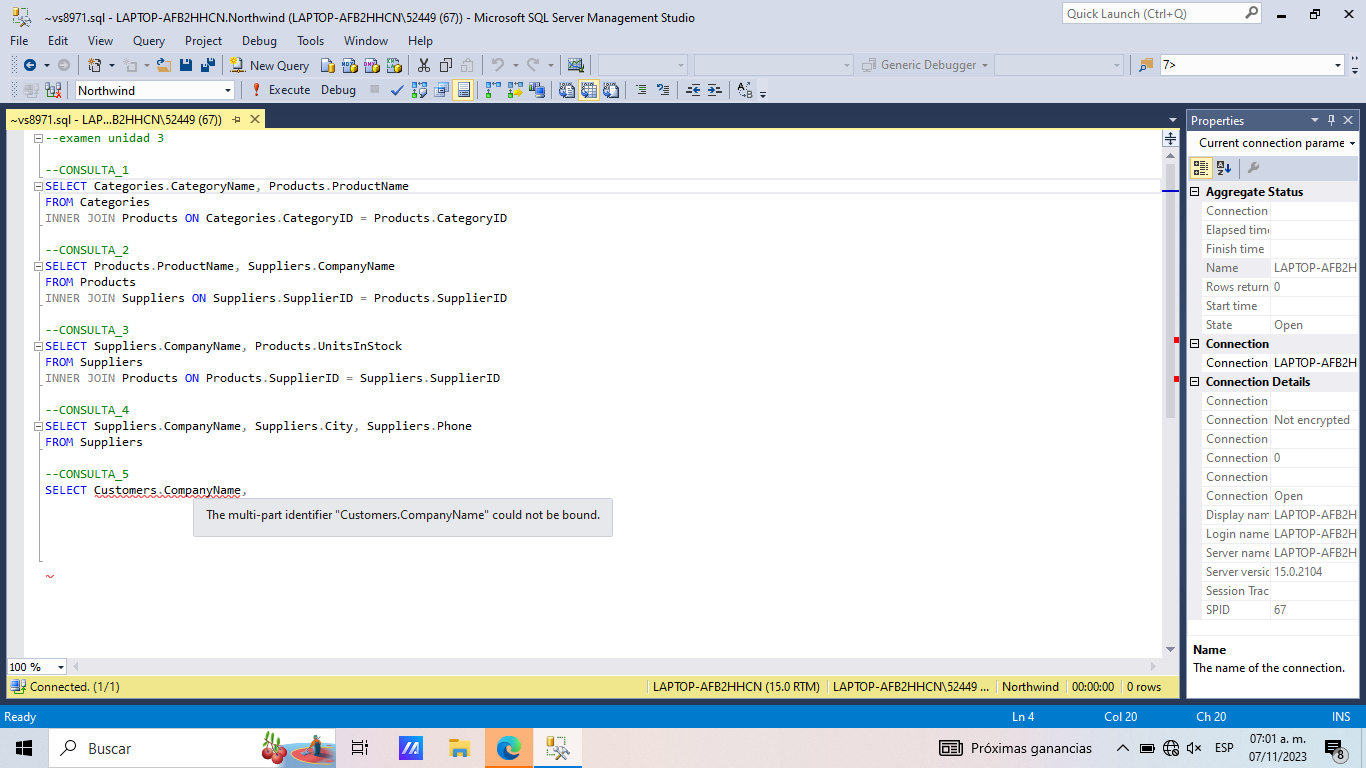 ~vs8971.sql - LAPTOP-AFB2HHCN.Northwind (LAPTOP-AFB2HHCN\52449 (67)) - Microsoft SQL Server Management Studio
Quick Launch (Ctrl+Q)
File Edit View Query Project Debug Tools Window Help
New Query
Generic Debugger
7>
Northwind
Execute Debug
~vs8971.sql - LAP...B2HHCN\52449 (67))
--examen unidad 3
--CONSULTA_1
SELECT Categories.CategoryName, Products.ProductName
FROM Categories
INNER JOIN Products ON Categories.CategoryID = Products.CategoryID
--CONSULTA_2
SELECT Products.ProductName, Suppliers.CompanyName
FROM Products
INNER JOIN Suppliers ON Suppliers.SupplierID = Products.SupplierID
--CONSULTA_3
SELECT Suppliers.CompanyName, Products.UnitsInStock
FROM Suppliers
INNER JOIN Products ON Products.SupplierID = Suppliers.SupplierID
--CONSULTA_4
SELECT Suppliers.CompanyName, Suppliers.City, Suppliers.Phone
FROM Suppliers
--CONSULTA_5
SELECT Customers.CompanyName,
The multi-part identifier "Customers.CompanyName" could not be bound.
100 %
Connected. (1/1)
LAPTOP-AFB2HHCN (15.0 RTM)
LAPTOP-AFB2HHCN\52449 ...
Northwind
00:00:00
0 rows
Properties
Current connection parame
Aggregate Status
Connection
Elapsed time
Finish time
Name LAPTOP-AFB2H
Rows return 0
Start time
State Open
Connection
Connection LAPTOP-AFB2H
Connection Details
Connection
Connection Not encrypted
Connection
Connection 0
Connection
Connection Open
Display nam LAPTOP-AFB2H
Login name LAPTOP-AFB2H
Server name LAPTOP-AFB2H
Server versic 15.0.2104
Session Trac
SPID 67
Name
The name of the connection.
Ready
Ln 4
Col 20
Ch 20
INS
Buscar
Próximas ganancias
ESP
07:01 a. m.
07/11/2023
8